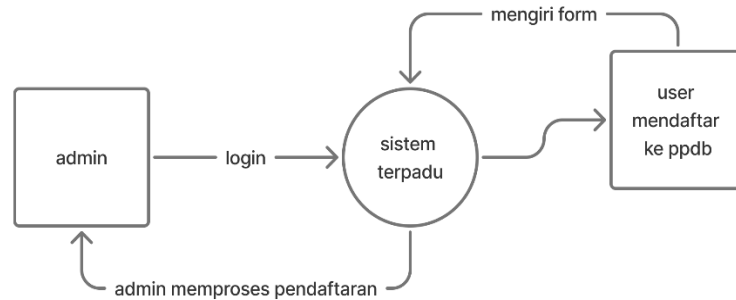 mengiri form
user
mendaftar
ke ppdb
admin
login
sistem
terpadu
admin memproses pendaftaran